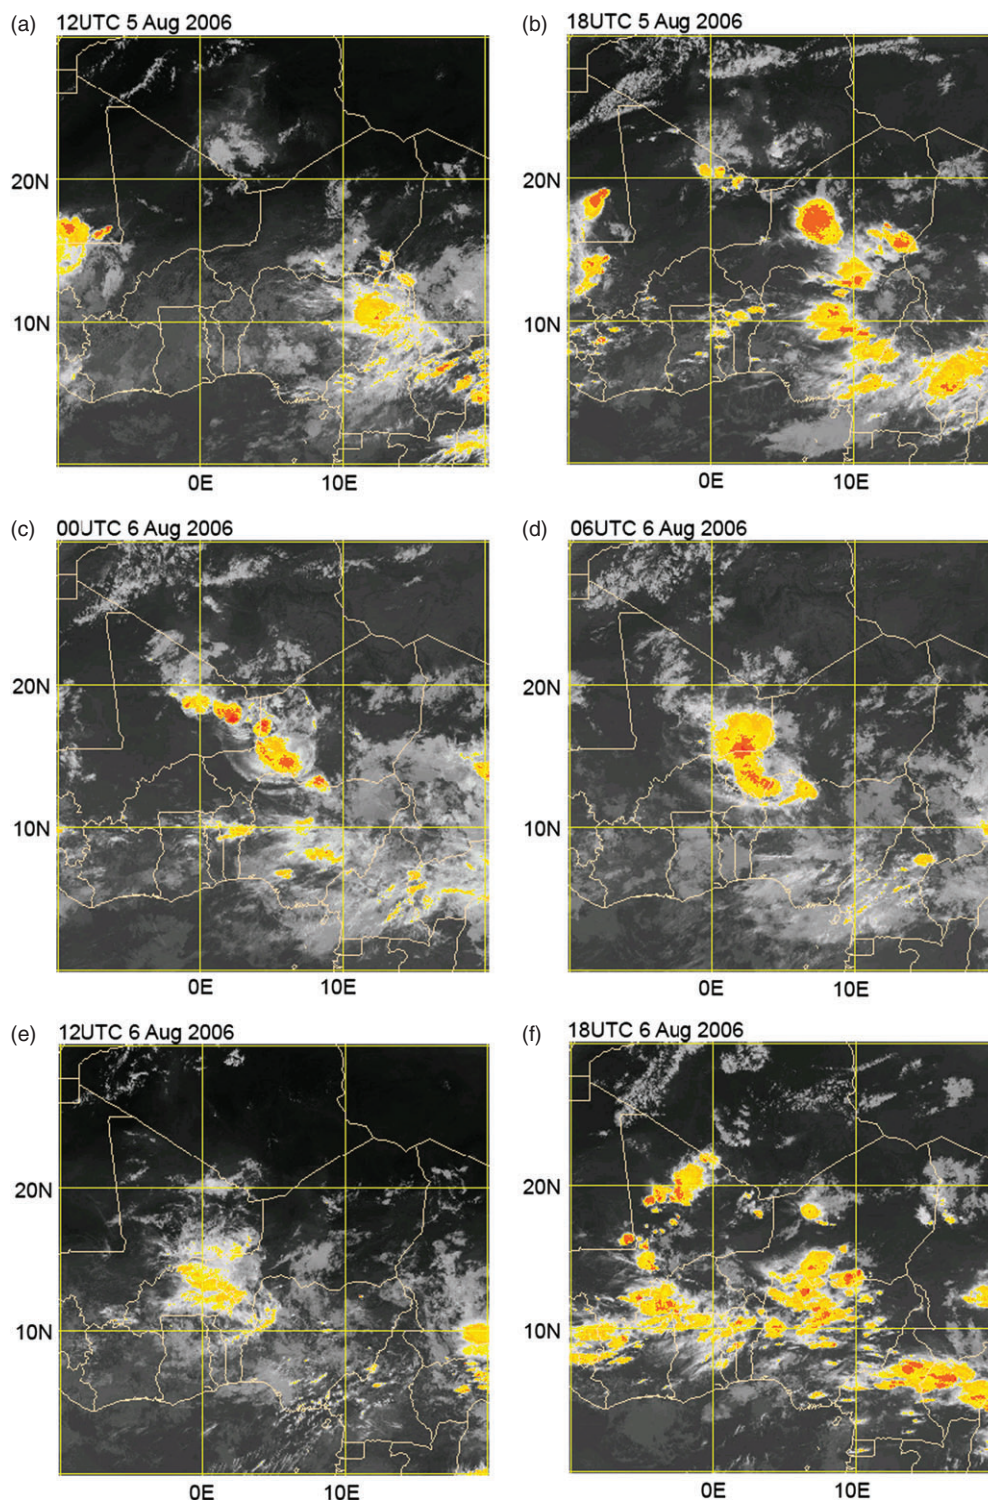 (a) 12UTC 5 Aug 2006
(b) 18UTC 5 Aug 2006
20N
20N
10N
10N
0E 10E
0E 10E
(c) 00UTC 6 Aug 2006
(d) 06UTC 6 Aug 2006
20N
20N
10N
10N
0E 10E
0E 10E
(e) 12UTC 6 Aug 2006
(f) 18UTC 6 Aug 2006
20N
20N
10N
10N
0E 10E
0E 10E